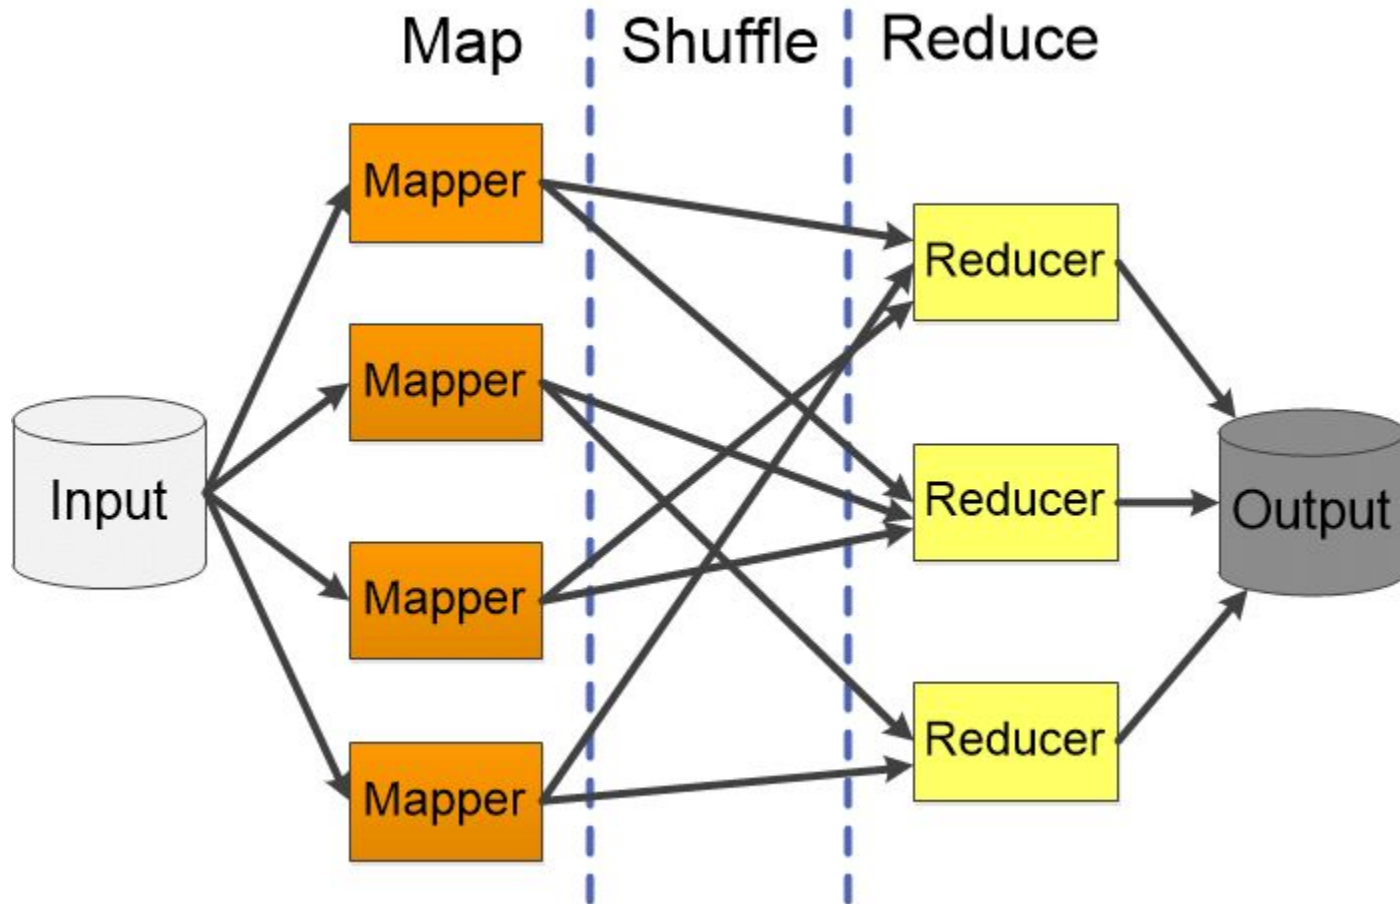 Map
Shuffle
Reduce
Mapper
Mapper
Mapper
Mapper
Reducer
Reducer
Reducer
Input
Output